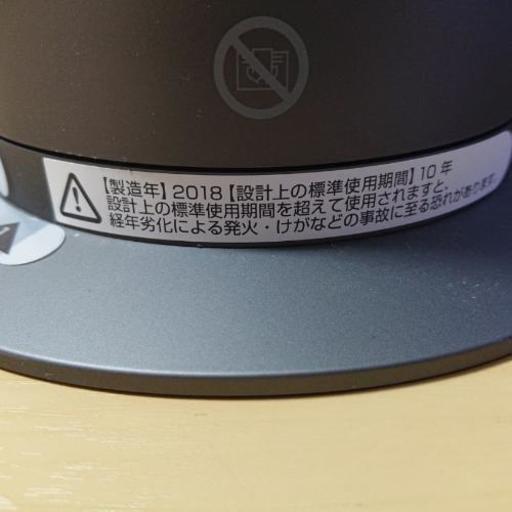 【製造年】2018【設計上の標準使用期間】10年
設計上の標準使用期間を超えて使用されますと、
経年劣化による発火・けがなどの事故に至る恐れがあります。